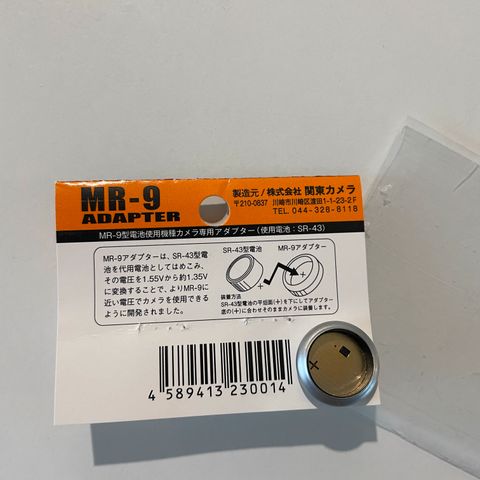 MR-9
ADAPTER
製造元/株式会社 関東カメラ
〒210-0837 川崎市川崎区渡田1-1-23-2F
TEL. 044-328-8118
MR-9型電池使用機種カメラ専用アダプター(使用電池:SR-43)
MR-9アダプターは、SR-43型電
池を代用電池としてはめこみ、
その電圧を1.55Vから約1.35V
に変換することで、よりMR-9に
近い電圧でカメラを使用できる
ように開発されました。
SR-43型電池
MR-9アダプター
+
+
装着方法
SR-43型電池の平坦面(+)を下にしてアダプター
底の(+)に合わせそのままカメラに装着します。
4 589413 230014
+